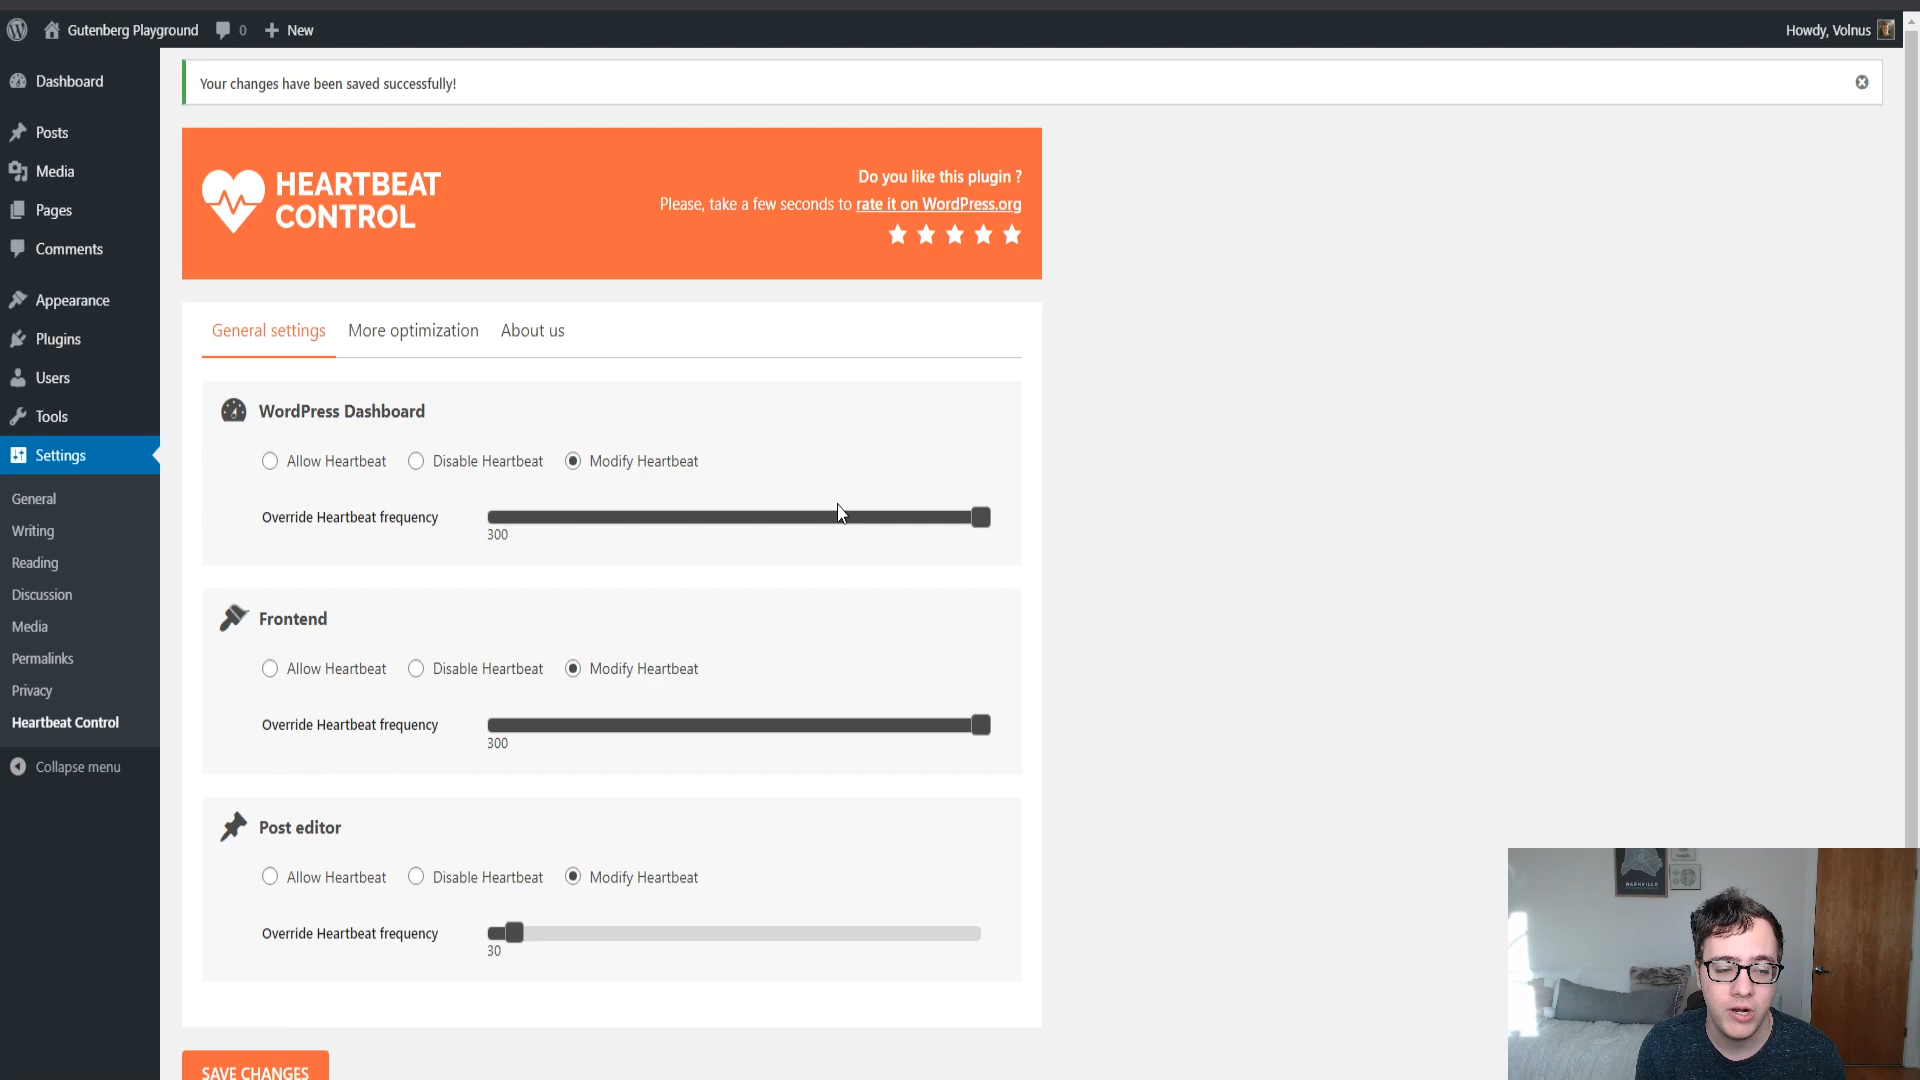 Gutenberg Playground
0
New
Howdy, Volnus
Dashboard
Posts
Media
Pages
Comments
Appearance
Plugins
Users
Tools
Settings
General
Writing
Reading
Discussion
Media
Permalinks
Privacy
Heartbeat Control
Collapse menu
Your changes have been saved successfully!
HEARTBEAT
CONTROL
Do you like this plugin ?
Please, take a few seconds to rate it on WordPress.org
General settings
More optimization
About us
WordPress Dashboard
Allow Heartbeat
Disable Heartbeat
Modify Heartbeat
Override Heartbeat frequency
300
Frontend
Allow Heartbeat
Disable Heartbeat
Modify Heartbeat
Override Heartbeat frequency
300
Post editor
Allow Heartbeat
Disable Heartbeat
Modify Heartbeat
Override Heartbeat frequency
30
SAVE CHANGES
NASHVILLE